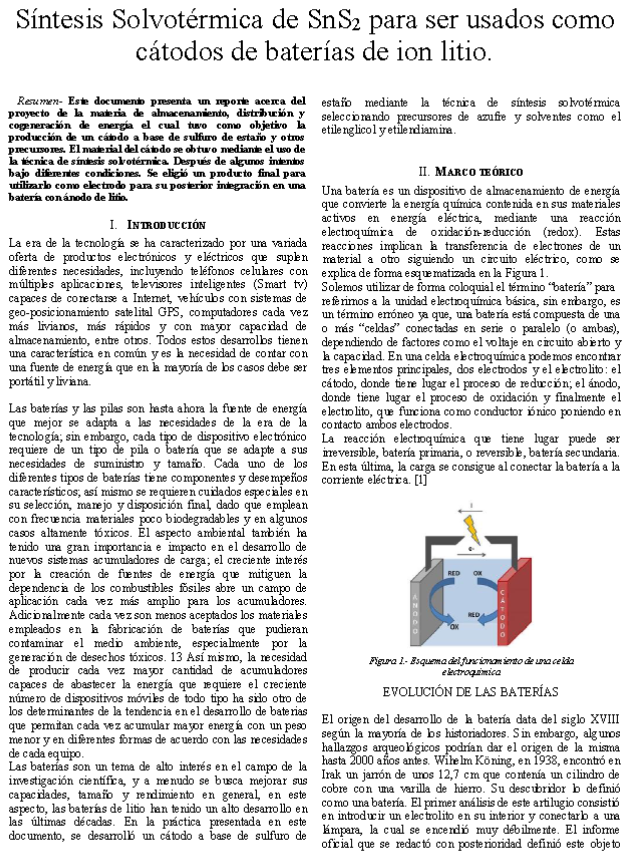 Síntesis Solvotérmica de SnS₂ para ser usados como
cátodos de baterías de ion litio.
Resumen- Este documento presenta un reporte acerca del
proyecto de la materia de almacenamiento, distribución y
cogeneración de energía el cual tuvo como objetivo la
producción de un cátodo a base de sulfuro de estaño y otros
precursores. El material del cátodo se obtuvo mediante el uso de
la técnica de síntesis solvotérmica. Después de algunos intentos
bajo diferentes condiciones. Se eligió un producto final para
utilizarlo como electrodo para su posterior integración en una
batería con ánodo de litio.
I. INTRODUCCIÓN
La era de la tecnología se ha caracterizado por una variada
oferta de productos electrónicos y eléctricos que suplen
diferentes necesidades, incluyendo teléfonos celulares con
múltiples aplicaciones, televisores inteligentes (Smart tv)
capaces de conectarse a Internet, vehículos con sistemas de
geo-posicionamiento satelital GPS, computadores cada vez
más livianos, más rápidos y con mayor capacidad de
almacenamiento, entre otros. Todos estos desarrollos tienen
una característica en común y es la necesidad de contar con
una fuente de energía que en la mayoría de los casos debe ser
portátil y liviana.
Las baterías y las pilas son hasta ahora la fuente de energía
que mejor se adapta a las necesidades de la era de la
tecnología; sin embargo, cada tipo de dispositivo electrónico
requiere de un tipo de pila o batería que se adapte a sus
necesidades de suministro y tamaño. Cada uno de los
diferentes tipos de baterías tiene componentes y desempeños
característicos; así mismo se requieren cuidados especiales en
su selección, manejo y disposición final, dado que emplean
con frecuencia materiales poco biodegradables y en algunos
casos altamente tóxicos. El aspecto ambiental también ha
tenido una gran importancia e impacto en el desarrollo de
nuevos sistemas acumuladores de carga; el creciente interés
por la creación de fuentes de energía que mitiguen la
dependencia de los combustibles fósiles abre un campo de
aplicación cada vez más amplio para los acumuladores.
Adicionalmente cada vez son menos aceptados los materiales
empleados en la fabricación de baterías que pudieran
contaminar el medio ambiente, especialmente por la
generación de desechos tóxicos. 13 Así mismo, la necesidad
de producir cada vez mayor cantidad de acumuladores
capaces de abastecer la energía que requiere el creciente
número de dispositivos móviles de todo tipo ha sido otro de
los determinantes de la tendencia en el desarrollo de baterias
que permitan cada vez acumular mayor energía con un peso
menor y en diferentes formas de acuerdo con las necesidades
de cada equipo.
Las baterías son un tema de alto interés en el campo de la
investigación científica, y a menudo se busca mejorar sus
capacidades, tamaño y rendimiento en general, en este
aspecto, las baterías de litio han tenido un alto desarrollo en
las últimas décadas. En la práctica presentada en este
documento, se desarrolló un cátodo a base de sulfuro de
estaño mediante la técnica de síntesis solvotérmica
seleccionando precursores de azufre y solventes como el
etilenglicol y etilendiamina.
II. MARCO TEÓRICO
Una batería es un dispositivo de almacenamiento de energía
que convierte la energía química contenida en sus materiales
activos en energía eléctrica, mediante una reacción
electroquímica de oxidación-reducción (redox). Estas
reacciones implican la transferencia de electrones de un
material a otro siguiendo un circuito eléctrico, como se
explica de forma esquematizada en la Figura 1.
Solemos utilizar de forma coloquial el término “batería” para
referirnos a la unidad electroquímica básica, sin embargo, es
un término erróneo ya que, una batería está compuesta de una
o más “celdas” conectadas en serie o paralelo (o ambas),
dependiendo de factores como el voltaje en circuito abierto y
la capacidad. En una celda electroquímica podemos encontrar
tres elementos principales, dos electrodos y el electrolito: el
cátodo, donde tiene lugar el proceso de reducción; el ánodo,
donde tiene lugar el proceso de oxidación y finalmente el
electrolito, que funciona como conductor iónico poniendo en
contacto ambos electrodos.
La reacción electroquímica que tiene lugar puede ser
irreversible, batería primaria, o reversible, batería secundaria.
En esta última, la carga se consigue al conectar la batería a la
corriente eléctrica. [1]
I
e-
RED OX
ÁNODO
CÁTODO
RED
OX
Figura 1.- Esquema del funcionamiento de una celda
electroquímica
EVOLUCIÓN DE LAS BATERÍAS
El origen del desarrollo de la batería data del siglo XVIII
según la mayoría de los historiadores. Sin embargo, algunos
hallazgos arqueológicos podrían dar el origen de la misma
hasta 2000 años antes. Wihelm Köning, en 1938, encontró en
Irak un jarrón de unos 12,7 cm que contenía un cilindro de
cobre con una varilla de hierro. Su descubridor lo definió
como una batería. El primer análisis de este artilugio consistió
en introducir un electrolito en su interior y conectarlo a una
lámpara, la cual se encendió muy débilmente. El informe
oficial que se redactó con posterioridad definió este objeto